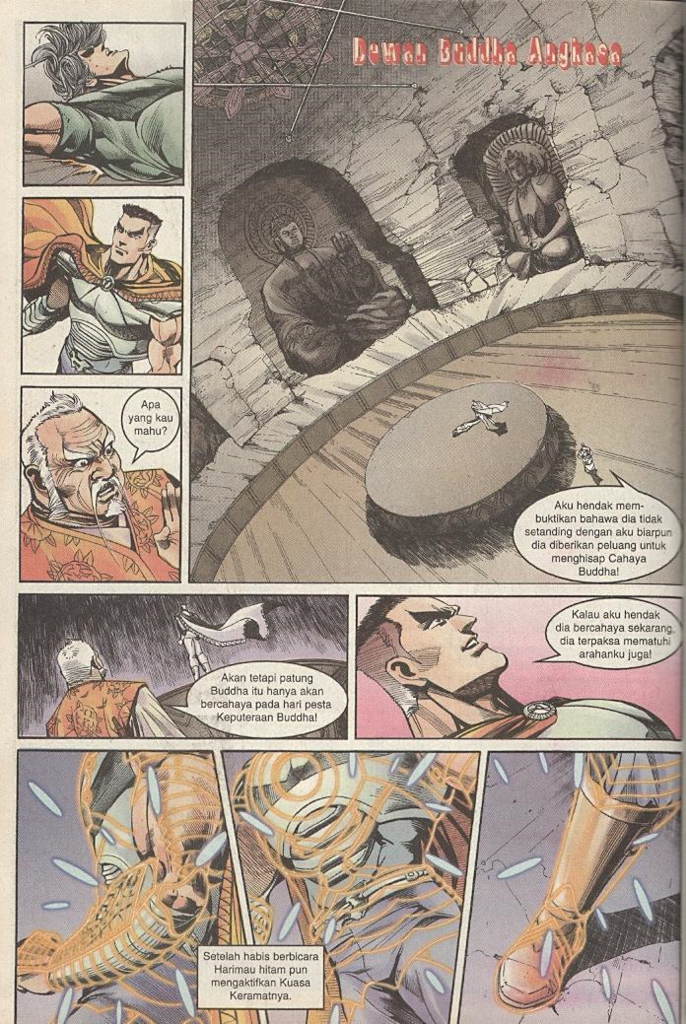 Dewan Buddha Angkasa
Apa
yang kau
mahu?
Aku hendak mem-
buktikan bahawa dia tidak
setanding dengan aku biarpun
dia diberikan peluang untuk
menghisap Cahaya
Buddha!
Akan tetapi patung
Buddha itu hanya akan
bercahaya pada hari pesta
Keputeraan Buddha!
Kalau aku hendak
dia bercahaya sekarang,
dia terpaksa mematuhi
arahanku juga!
Setelah habis berbicara
Harimau hitam pun
mengaktifkan Kuasa
Keramatnya.